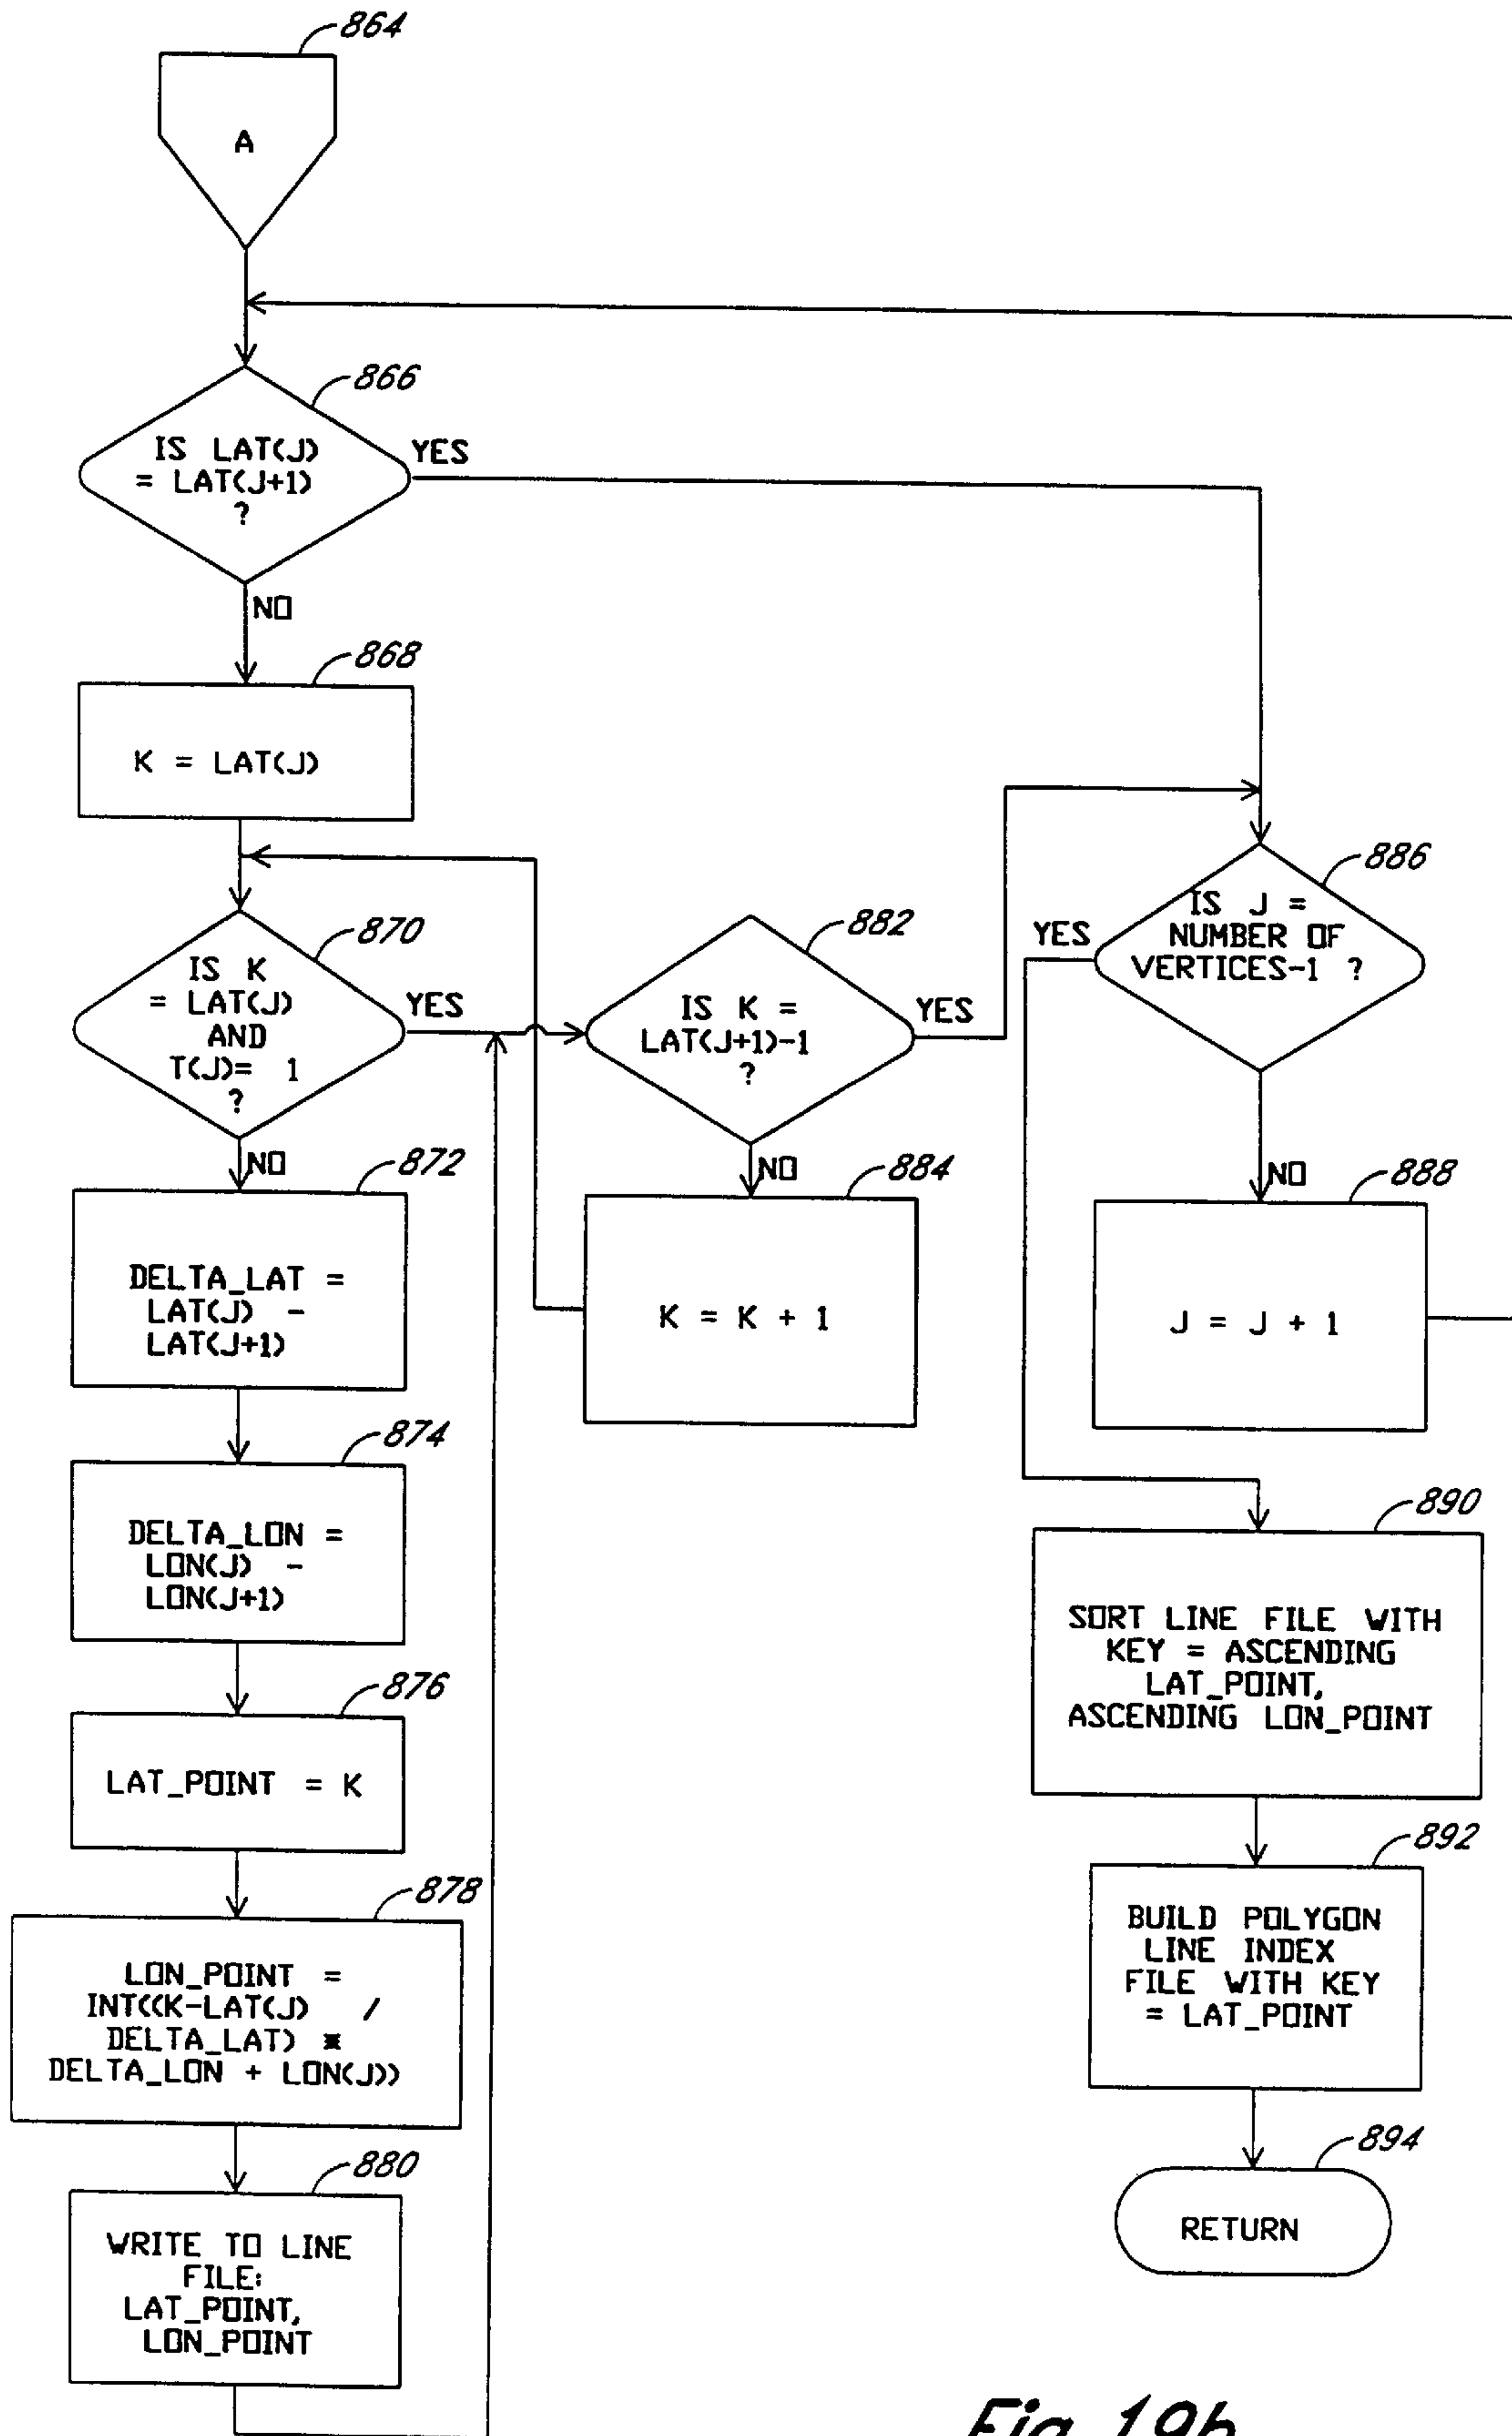 864
A
866
IS LAT(J)
= LAT(J+1)
?
YES
NO
868
K = LAT(J)
870
IS K
= LAT(J)
AND
T(J)= 1
?
YES
NO
872
DELTA_LAT =
LAT(J) -
LAT(J+1)
874
DELTA_LON =
LON(J) -
LON(J+1)
876
LAT_POINT = K
878
LON_POINT =
INT((K-LAT(J) /
DELTA_LAT) *
DELTA_LON + LON(J))
880
WRITE TO LINE
FILE:
LAT_POINT,
LON_POINT
882
IS K =
LAT(J+1)-1
?
YES
NO
884
K = K + 1
886
IS J =
NUMBER OF
VERTICES-1 ?
YES
NO
888
J = J + 1
890
SORT LINE FILE WITH
KEY = ASCENDING
LAT_POINT,
ASCENDING LON_POINT
892
BUILD POLYGON
LINE INDEX
FILE WITH KEY
= LAT_POINT
894
RETURN
Fig. 19b